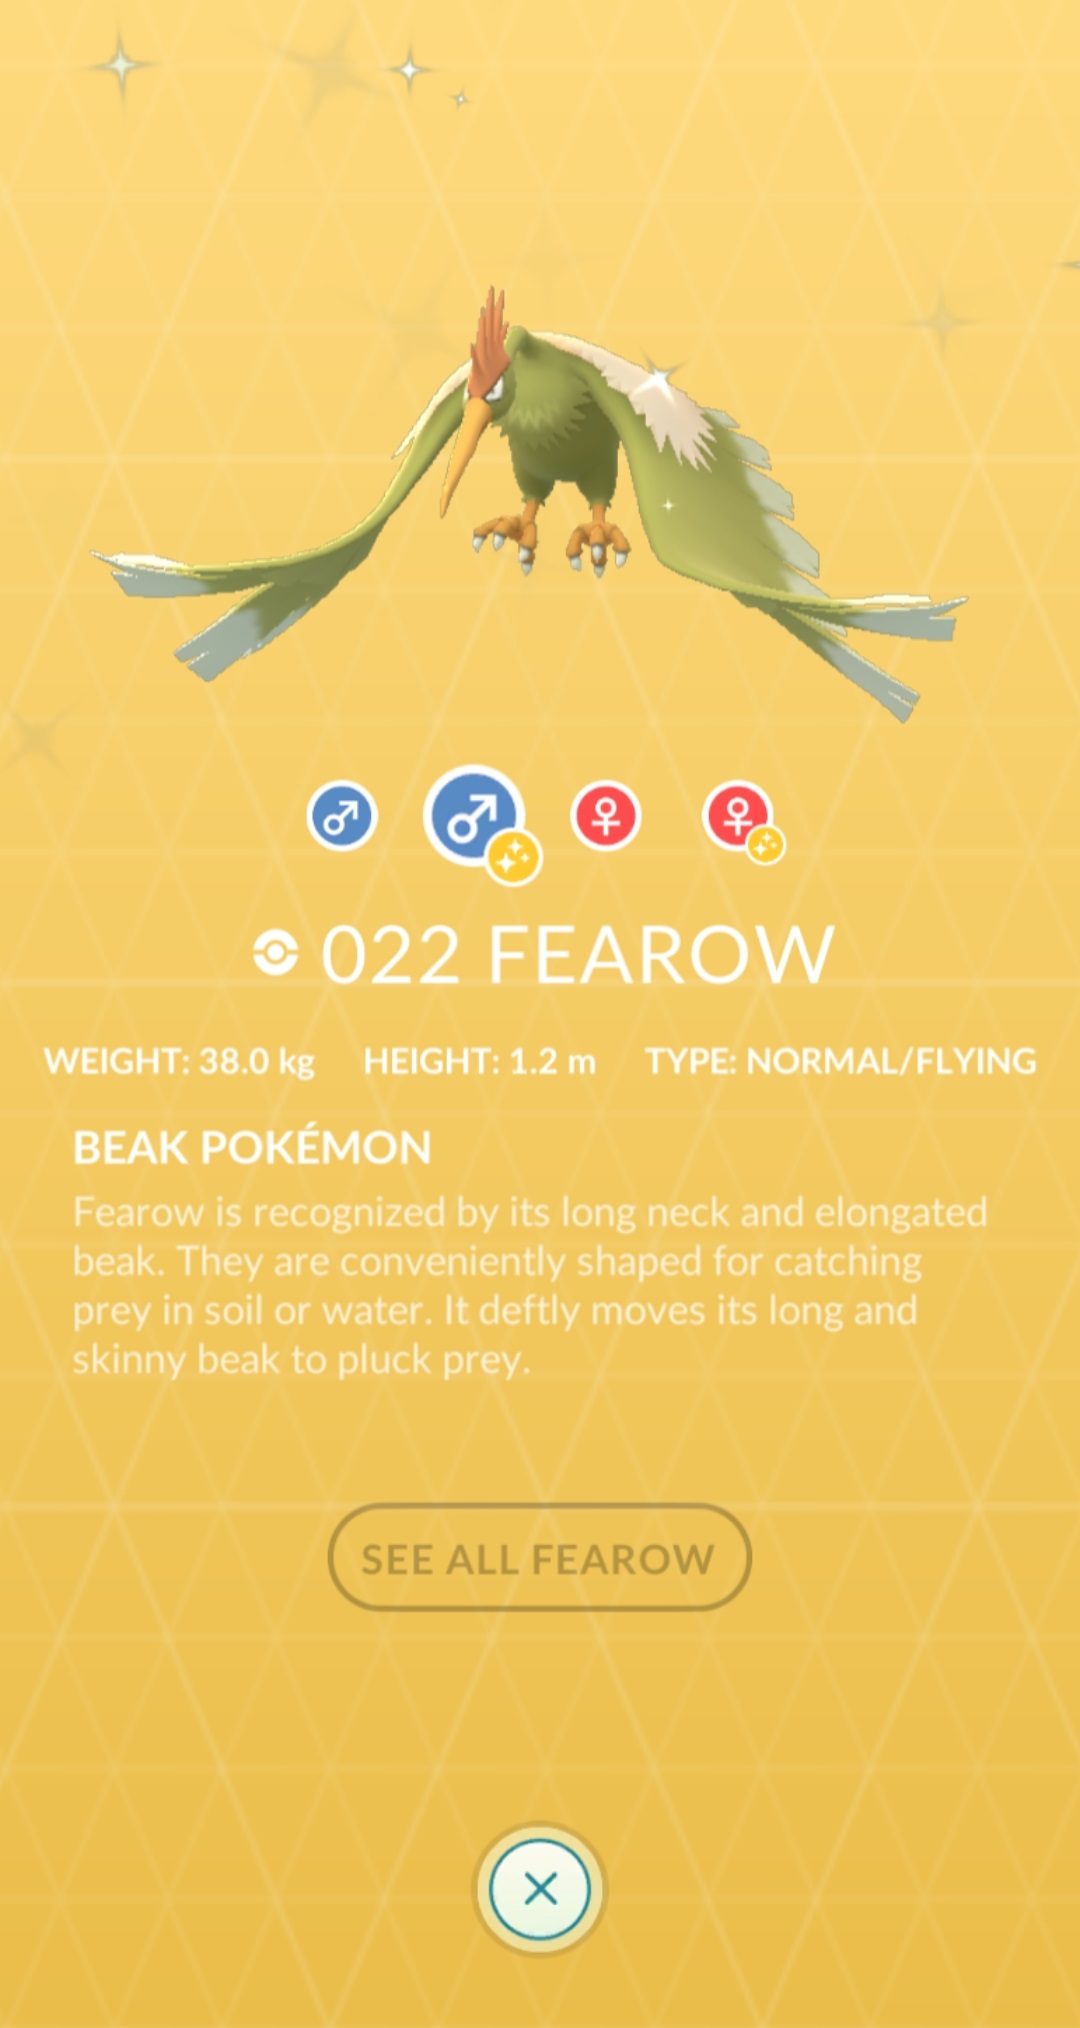 022 FEAROW
WEIGHT: 38.0 kg HEIGHT: 1.2 m TYPE: NORMAL/FLYING
BEAK POKÉMON
Fearow is recognized by its long neck and elongated
beak. They are conveniently shaped for catching
prey in soil or water. It deftly moves its long and
skinny beak to pluck prey.
SEE ALL FEAROW